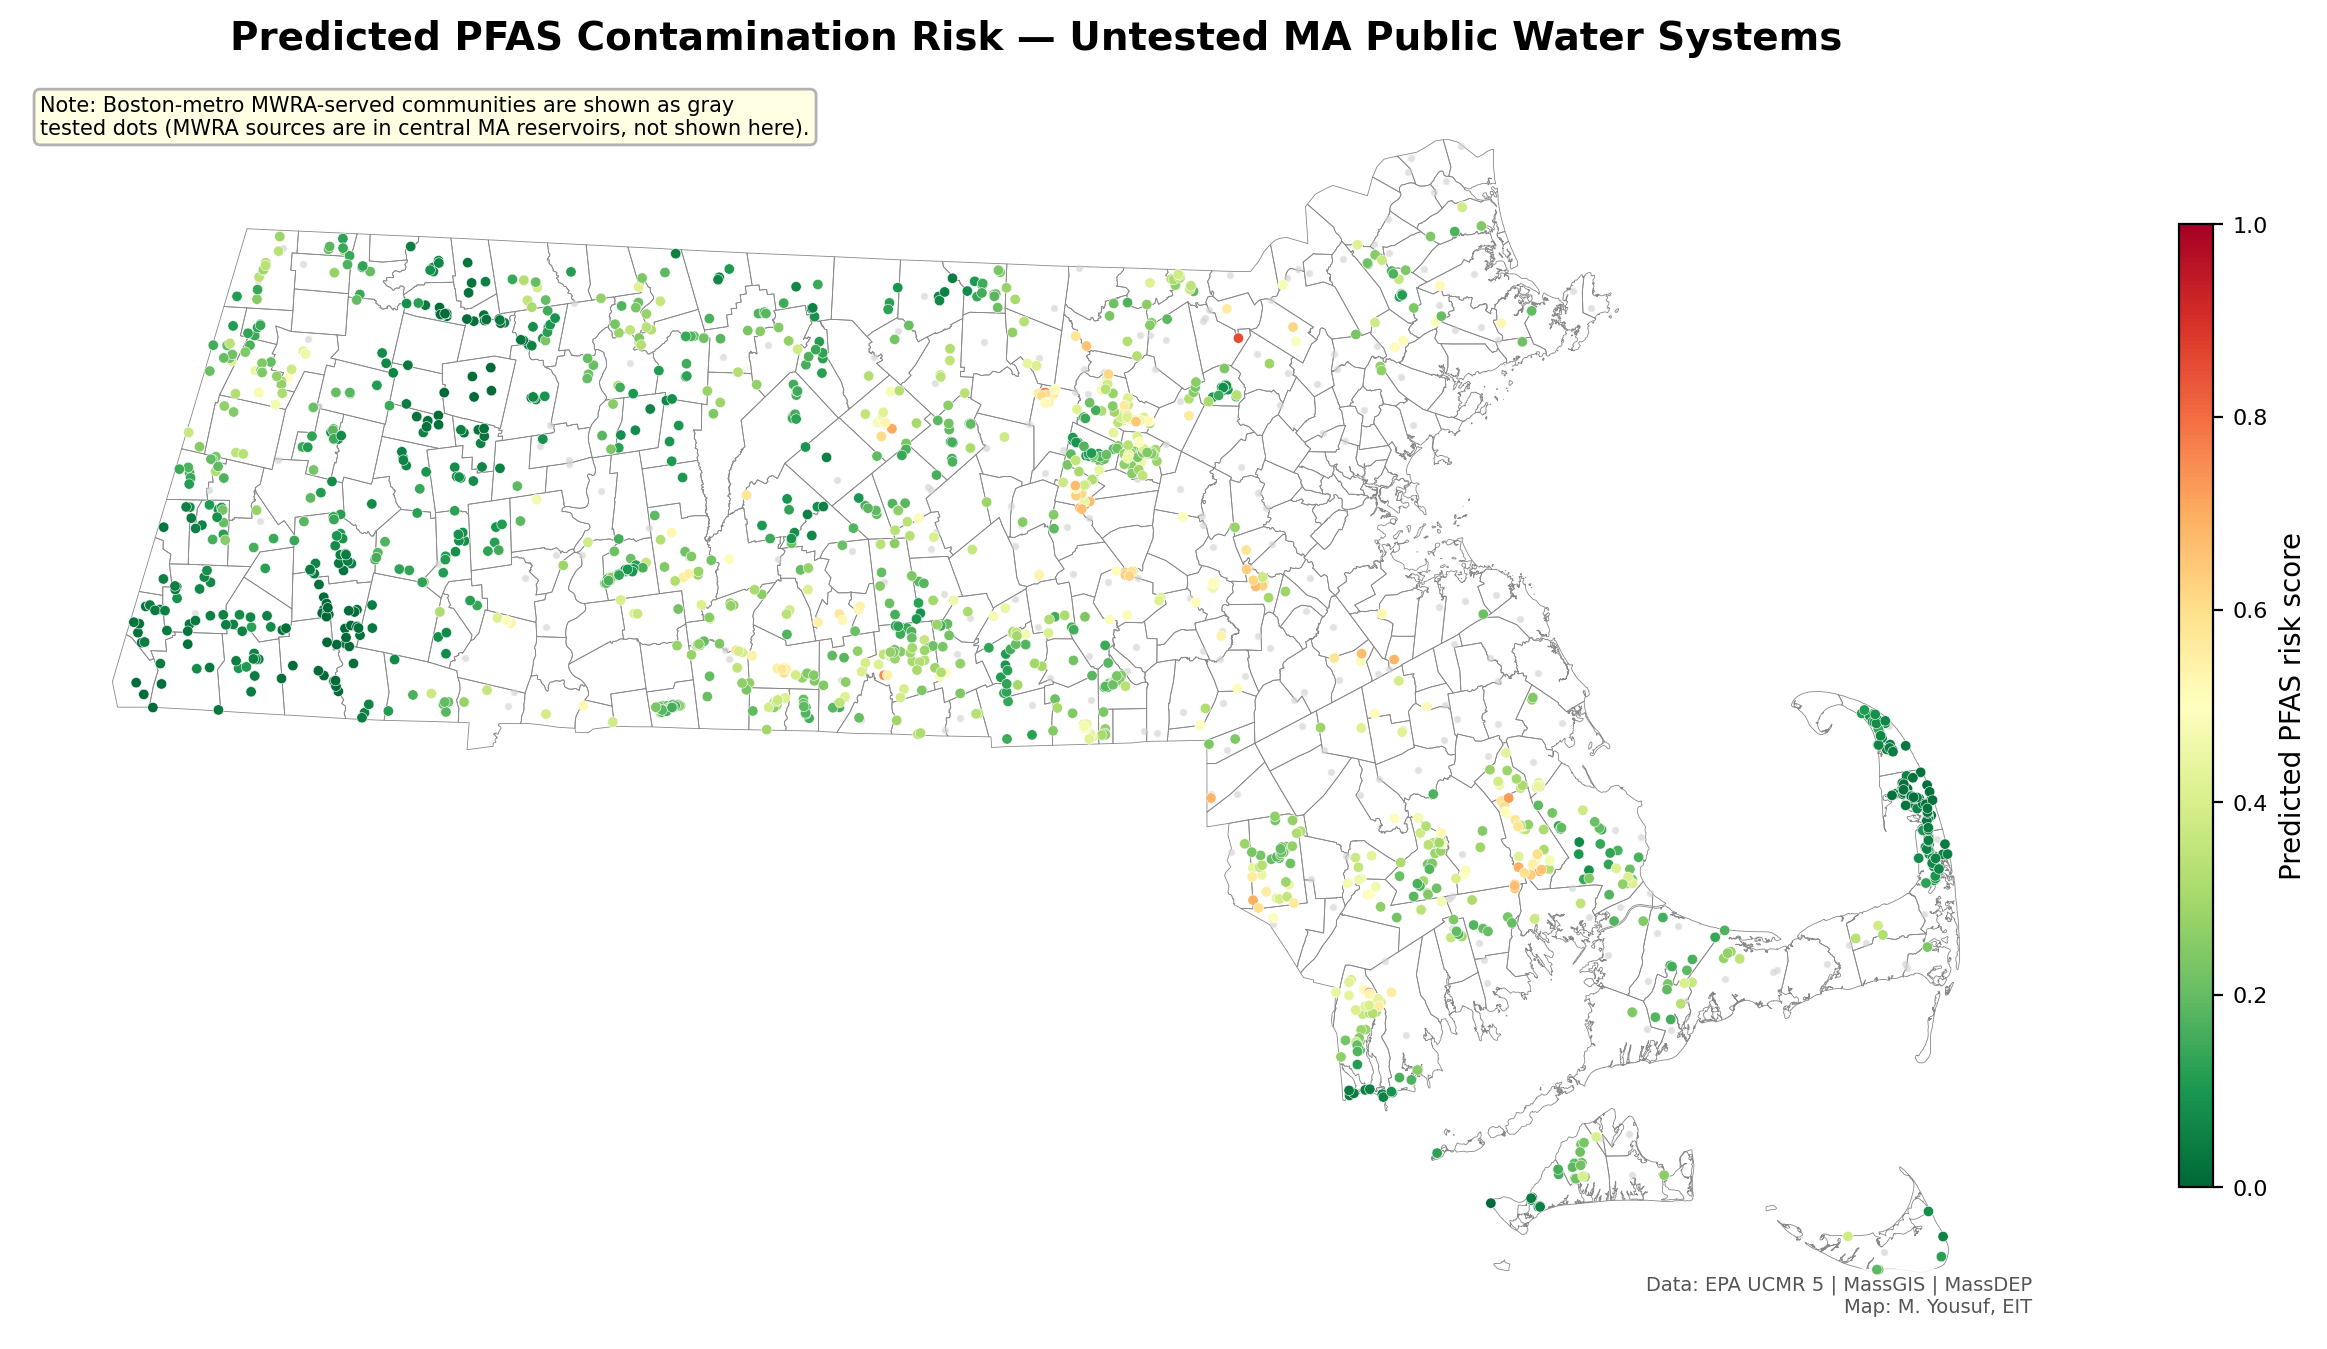 Predicted PFAS Contamination Risk — Untested MA Public Water Systems
Note: Boston-metro MWRA-served communities are shown as gray
tested dots (MWRA sources are in central MA reservoirs, not shown here).
1.0
0.8
0.6
0.4
0.2
0.0
Predicted PFAS risk score
Data: EPA UCMR 5 | MassGIS | MassDEP
Map: M. Yousuf, EIT